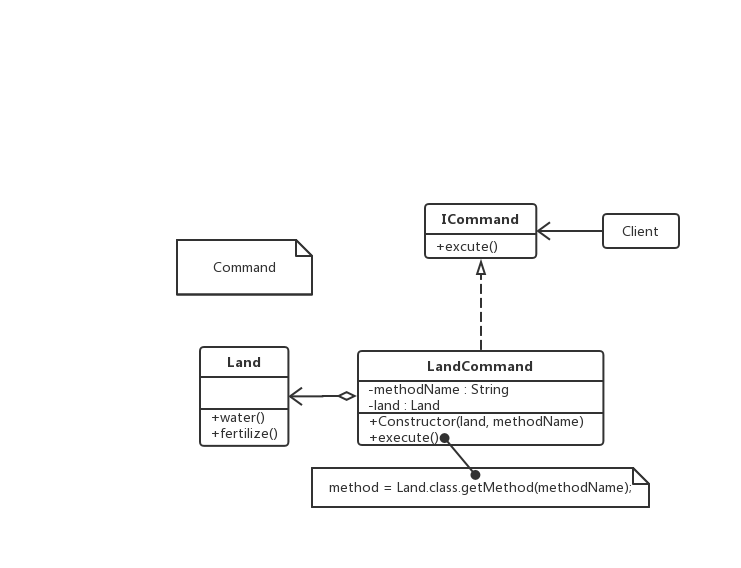 ICommand
+excute()
Client
Command
Land
+water()
+fertilize()
LandCommand
-methodName : String
-land : Land
+Constructor(land, methodName)
+execute()
method = Land.class.getMethod(methodName);